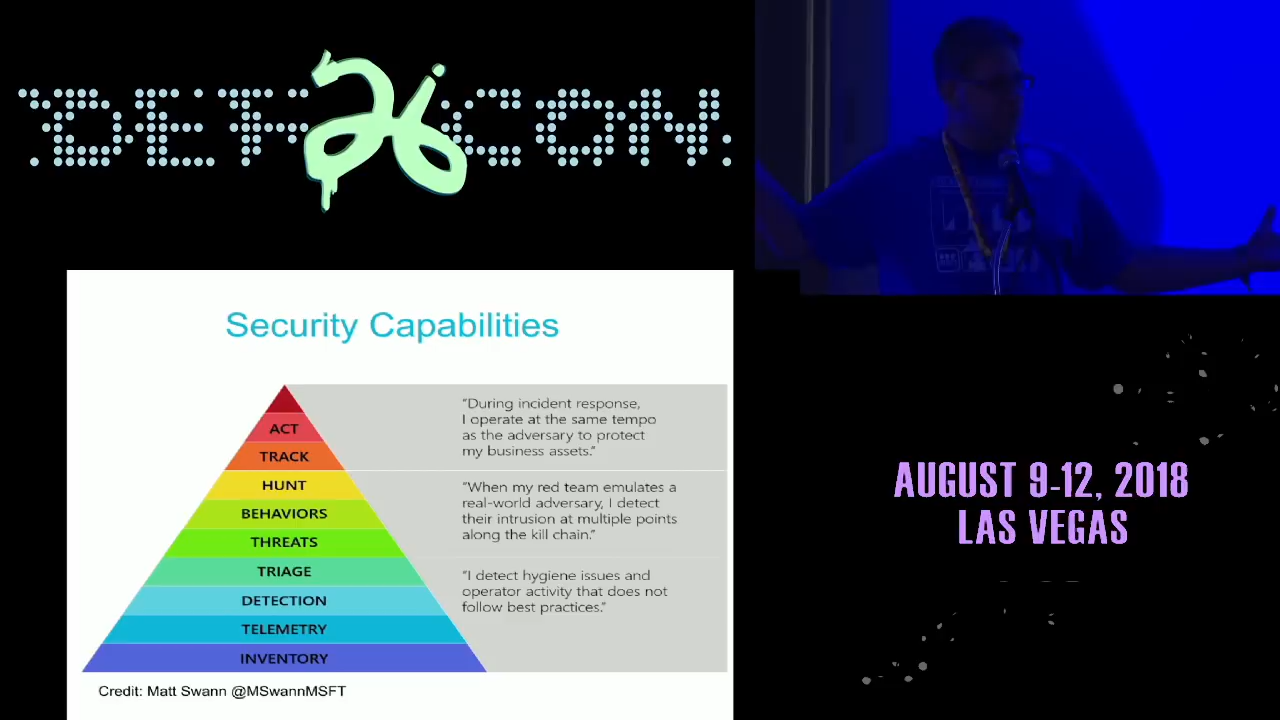 DEF 26 CON
Security Capabilities
ACT
TRACK
HUNT
BEHAVIORS
THREATS
TRIAGE
DETECTION
TELEMETRY
INVENTORY
"During incident response,
I operate at the same tempo
as the adversary to protect
my business assets."
"When my red team emulates a
real-world adversary, I detect
their intrusion at multiple points
along the kill chain."
"I detect hygiene issues and
operator activity that does not
follow best practices."
Credit: Matt Swann @MSwannMSFT
AUGUST 9-12, 2018
LAS VEGAS